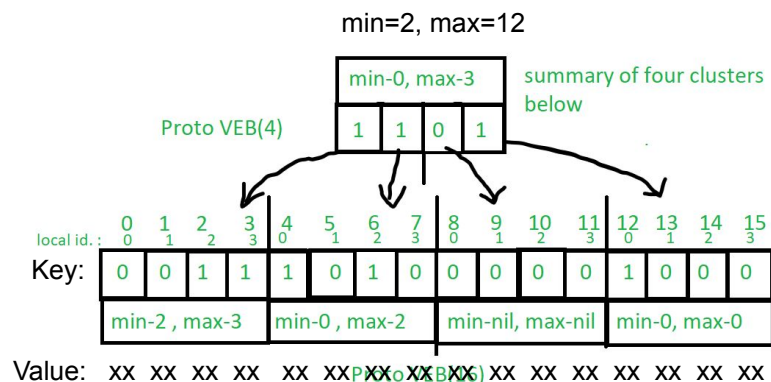 min=2, max=12
min-0, max-3
summary of four clusters
below
Proto VEB(4)
1 1 0 1
0 1 2 3 4 5 6 7 8 9 10 11 12 13 14 15
local id. : 0 1 2 3 0 1 2 3 0 1 2 3 0 1 2 3
Key: 0 0 1 1 1 0 1 0 0 0 0 0 1 0 0 0
min-2 , max-3 min-0 , max-2 min-nil, max-nil min-0, max-0
Value: xx xx xx xx xx xx xx xx xx xx xx xx xx xx xx xx
Proto VEB(16)